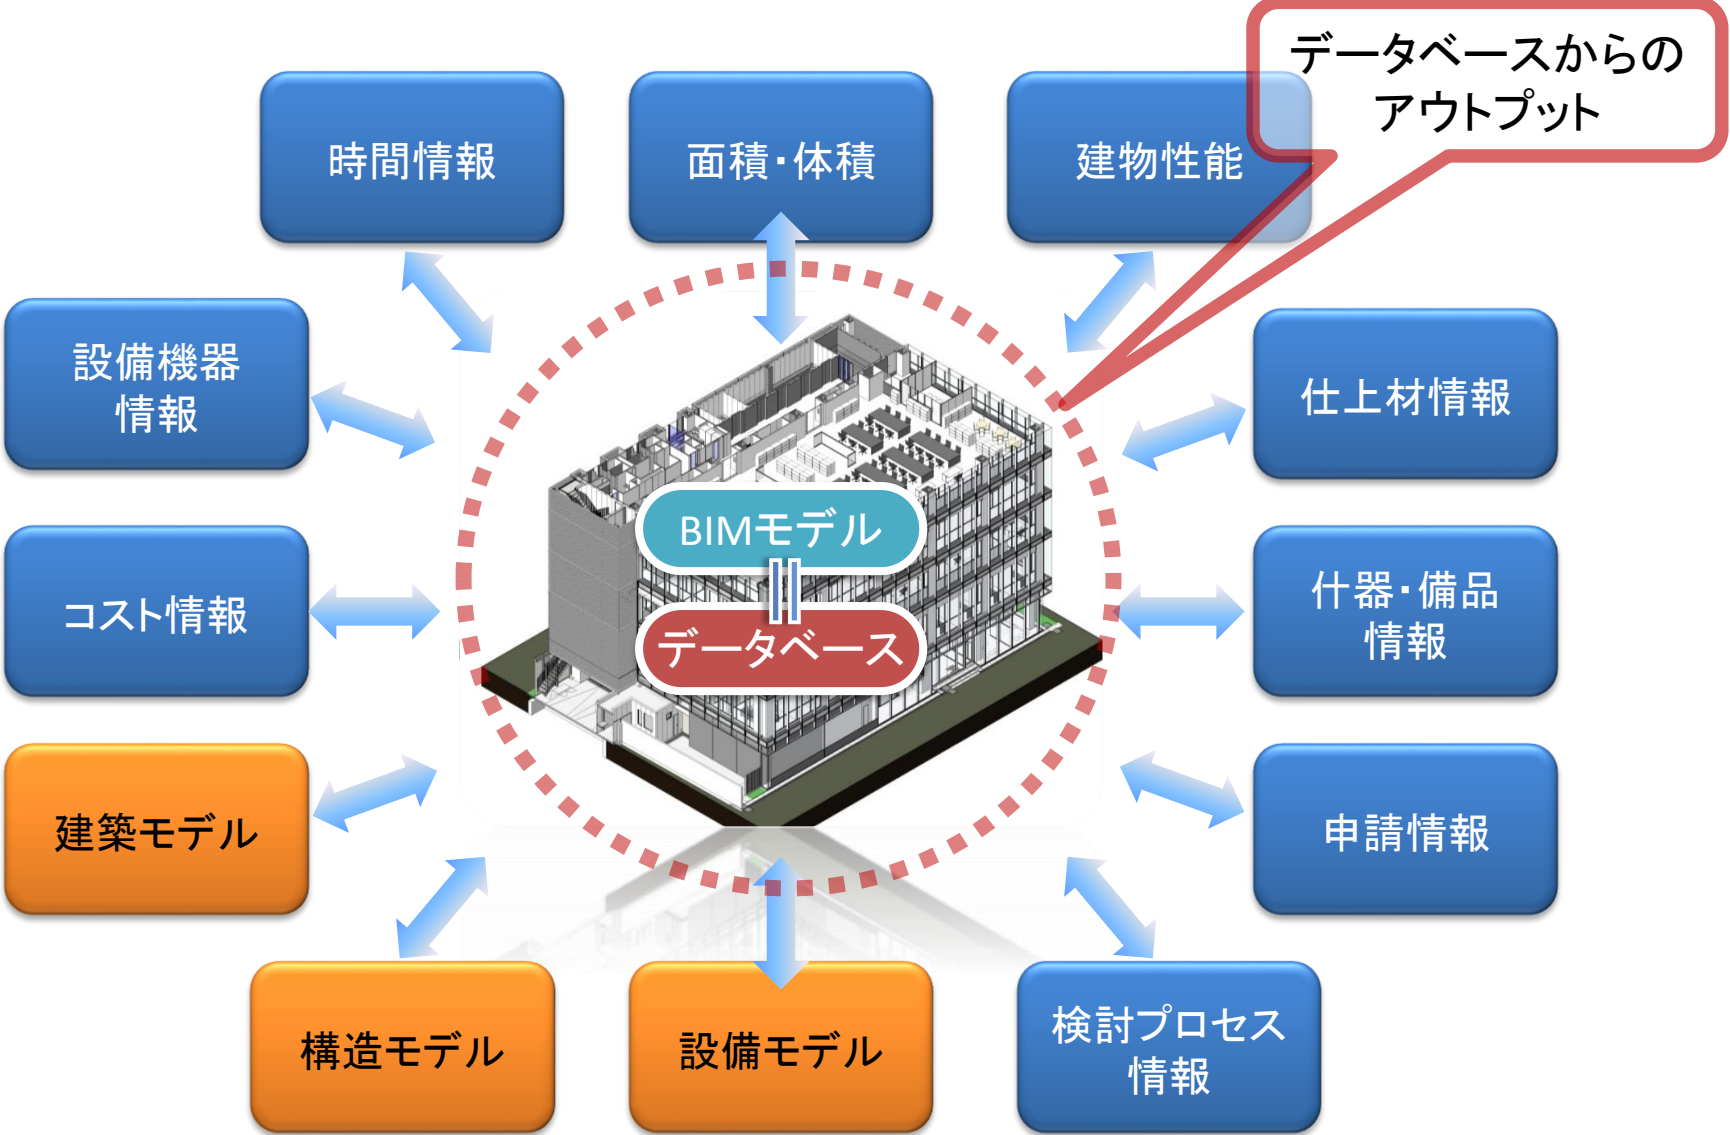 データベースからの
アウトプット
時間情報
面積・体積
建物性能
設備機器
情報
仕上材情報
BIMモデル
コスト情報
什器・備品
情報
データベース
建築モデル
申請情報
構造モデル
設備モデル
検討プロセス
情報